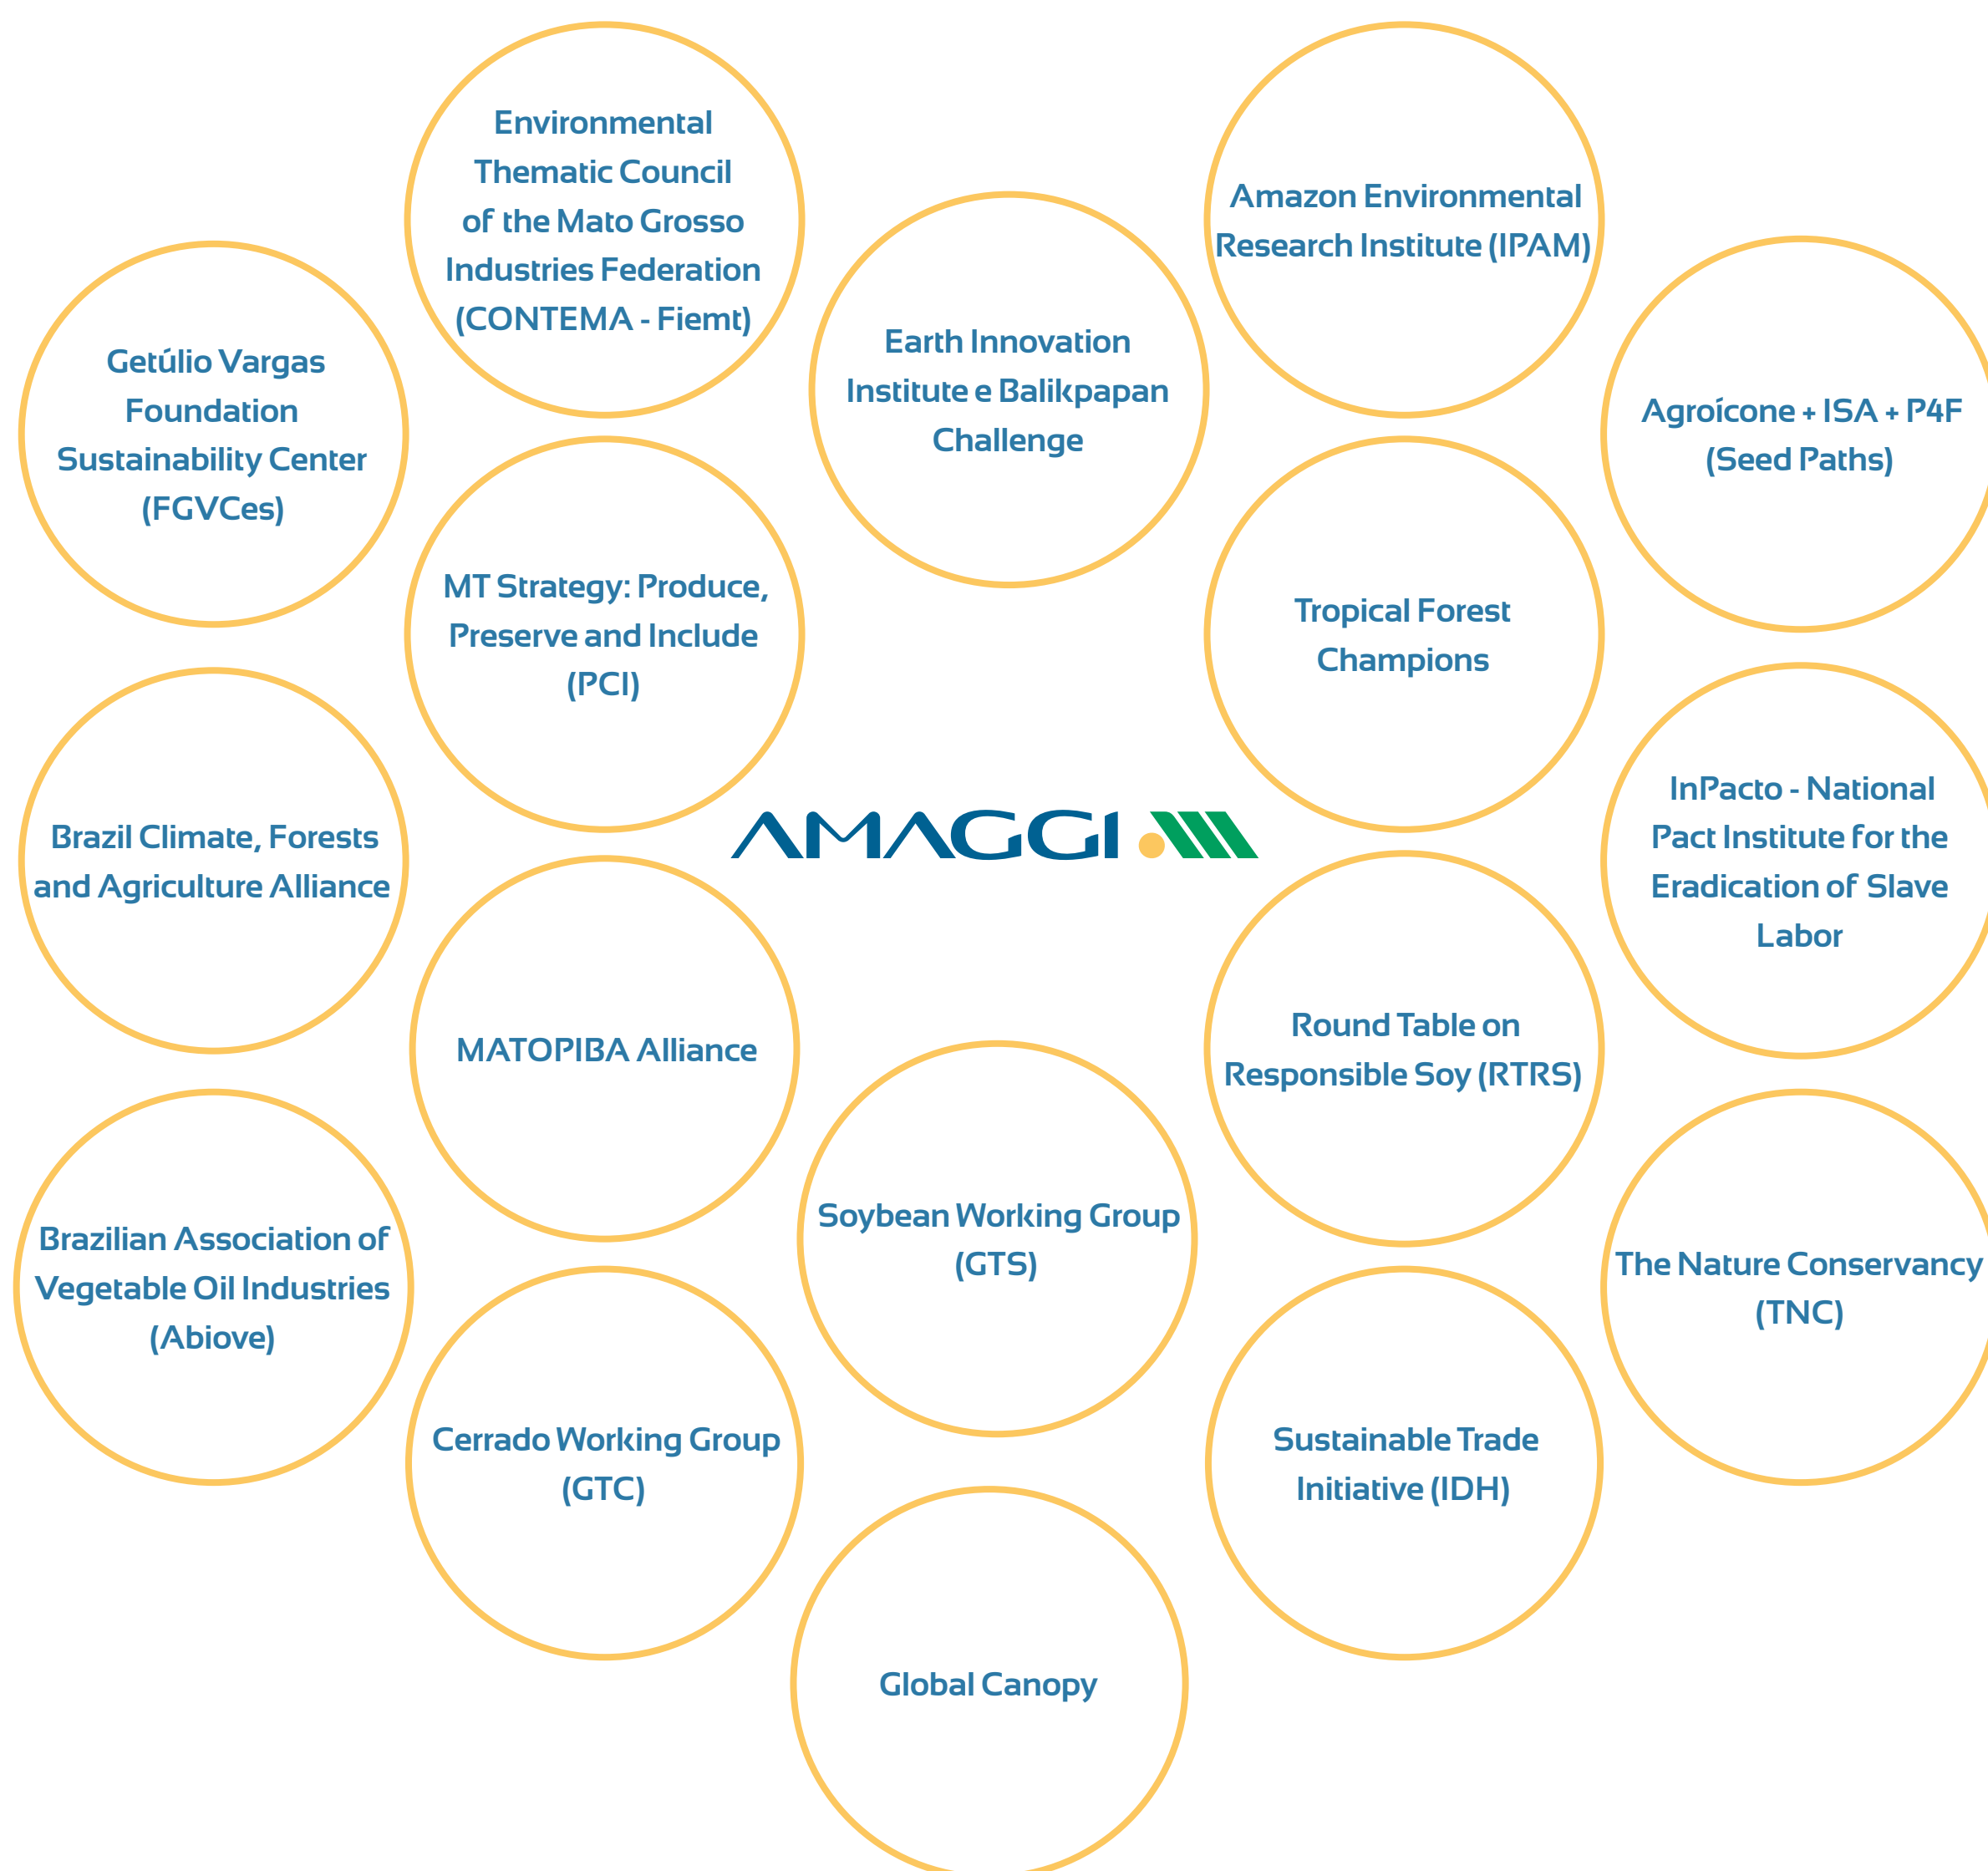 Environmental
Thematic Council
of the Mato Grosso
Industries Federation
(CONTEMA - Fiemt)
Amazon Environmental
Research Institute (IPAM)
Earth Innovation
Institute e Balikpapan
Challenge
Getúlio Vargas
Foundation
Sustainability Center
(FGVCes)
Agroícone + ISA + P4F
(Seed Paths)
MT Strategy: Produce,
Preserve and Include
(PCI)
Tropical Forest
Champions
AMAGGI
Brazil Climate, Forests
and Agriculture Alliance
InPacto - National
Pact Institute for the
Eradication of Slave
Labor
MATOPIBA Alliance
Round Table on
Responsible Soy (RTRS)
Soybean Working Group
(GTS)
Brazilian Association of
Vegetable Oil Industries
(Abiove)
The Nature Conservancy
(TNC)
Cerrado Working Group
(GTC)
Sustainable Trade
Initiative (IDH)
Global Canopy